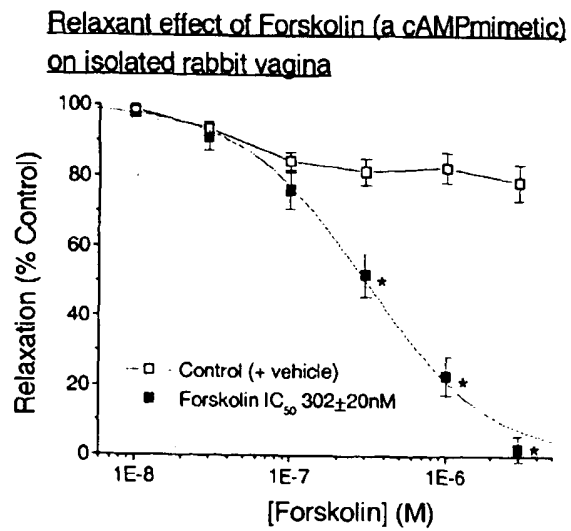 Relaxant effect of Forskolin (a cAMPmimetic)
on isolated rabbit vagina
Relaxation (% Control)
100
80
60
40
20
0
Control (+ vehicle)
Forskolin IC50 302±20nM
*
*
*
1E-8
1E-7
1E-6
[Forskolin] (M)